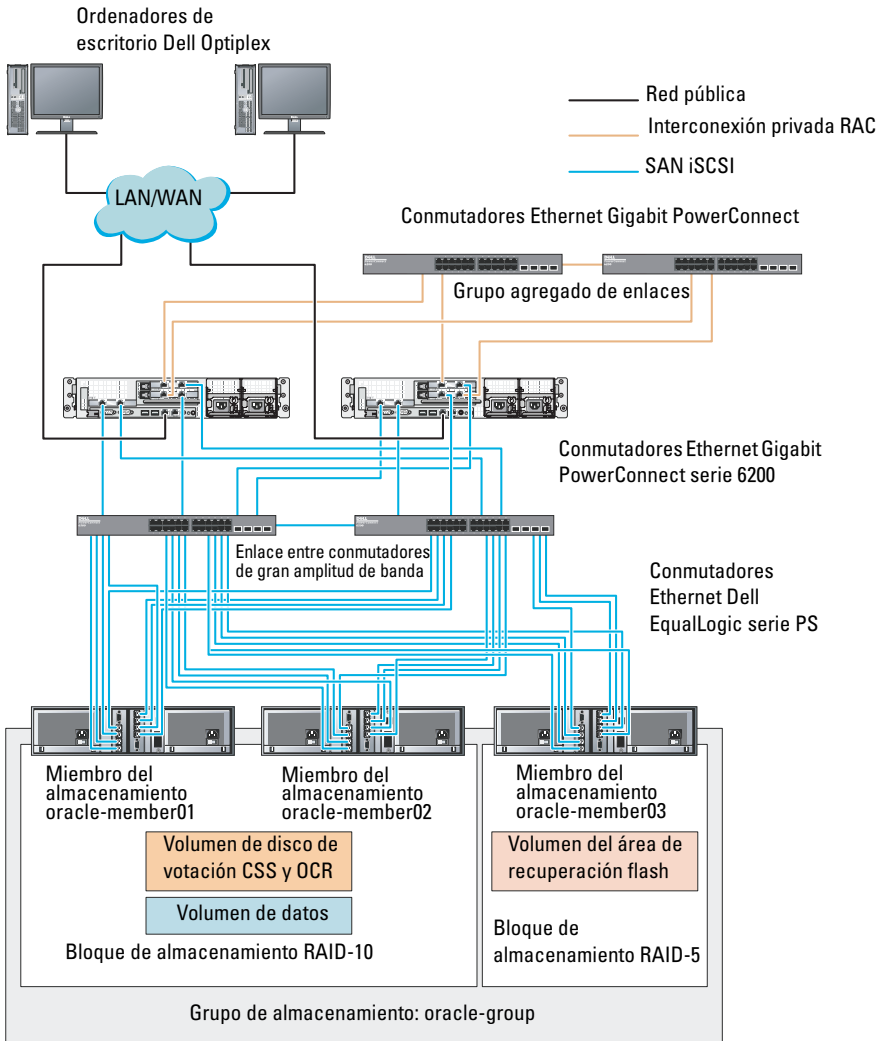 Ordenadores de
escritorio Dell Optiplex
Red pública
Interconexión privada RAC
SAN iSCSI
LAN/WAN
Conmutadores Ethernet Gigabit PowerConnect
Grupo agregado de enlaces
Conmutadores Ethernet Gigabit
PowerConnect serie 6200
Enlace entre conmutadores
de gran amplitud de banda
Conmutadores
Ethernet Dell
EqualLogic serie PS
Miembro del
almacenamiento
oracle-member01
Miembro del
almacenamiento
oracle-member02
Miembro del
almacenamiento
oracle-member03
Volumen de disco de
votación CSS y OCR
Volumen de datos
Bloque de almacenamiento RAID-10
Volumen del área de
recuperación flash
Bloque de
almacenamiento RAID-5
Grupo de almacenamiento: oracle-group